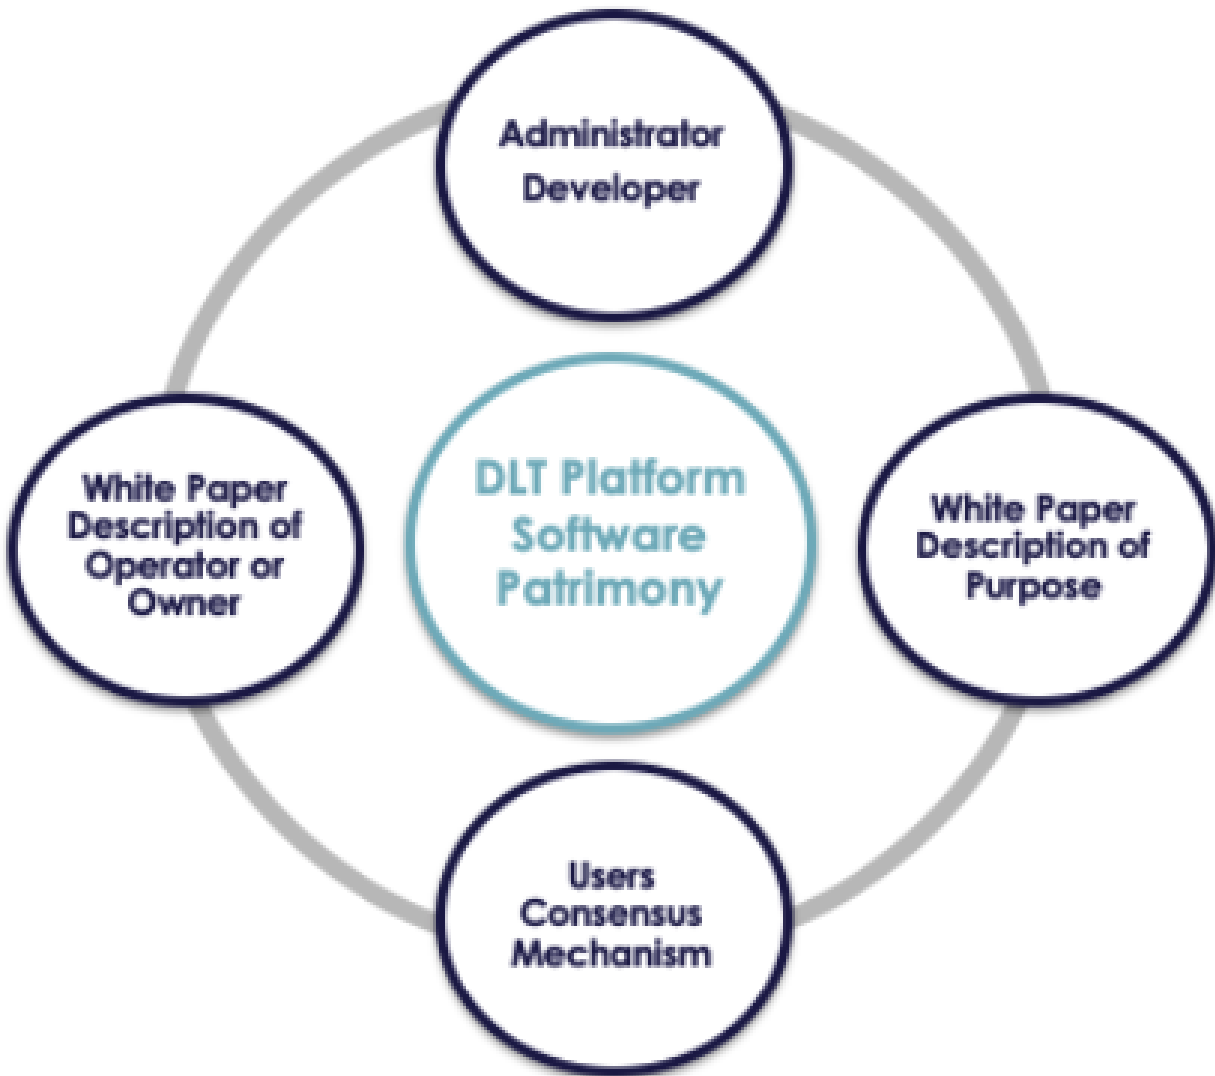 Administrator
Developer
White Paper
Description of
Operator or
Owner
DLT Platform
Software
Patrimony
White Paper
Description of
Purpose
Users
Consensus
Mechanism